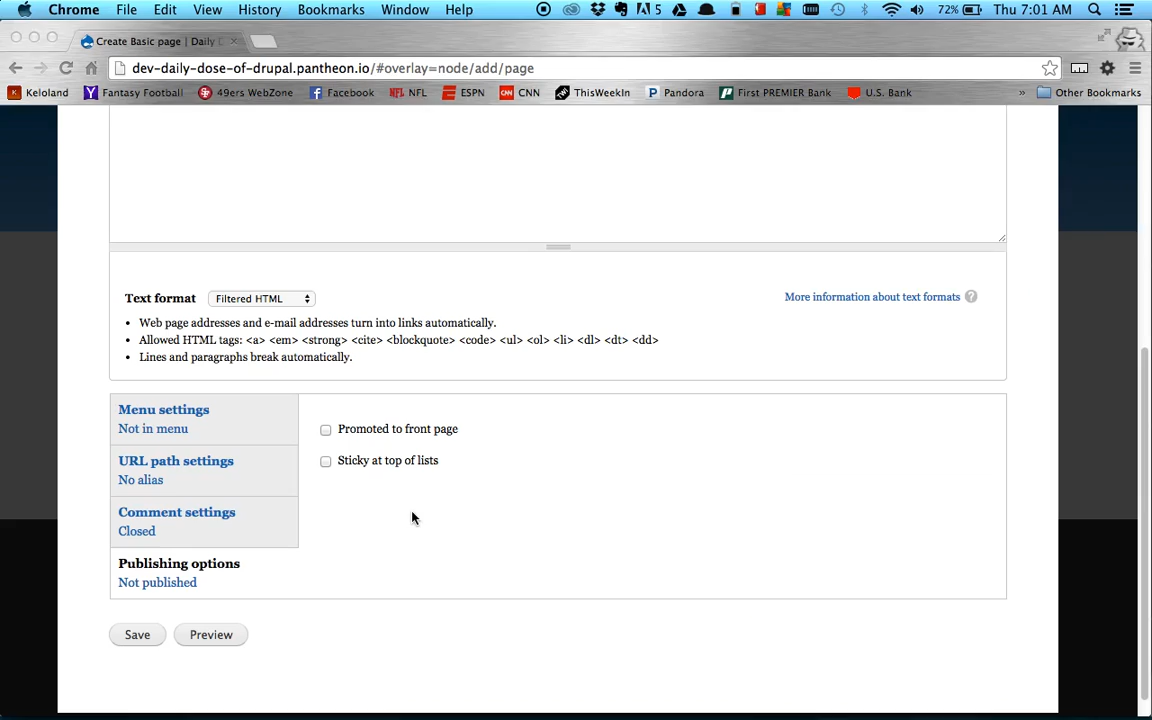 Chrome File Edit View History Bookmarks Window Help 5 72% Thu 7:01 AM
Create Basic page | Daily
dev-daily-dose-of-drupal.pantheon.io/#overlay=node/add/page
Keloland Fantasy Football 49ers WebZone Facebook NFL NFL ESPN CNN CNN ThisWeekIn Pandora First PREMIER Bank U.S. Bank » Other Bookmarks
Text format Filtered HTML More information about text formats ?
• Web page addresses and e-mail addresses turn into links automatically.
• Allowed HTML tags: <a> <em> <strong> <cite> <blockquote> <code> <ul> <ol> <li> <dl> <dt> <dd>
• Lines and paragraphs break automatically.
Menu settings
Not in menu
Promoted to front page
URL path settings
No alias
Sticky at top of lists
Comment settings
Closed
Publishing options
Not published
Save Preview